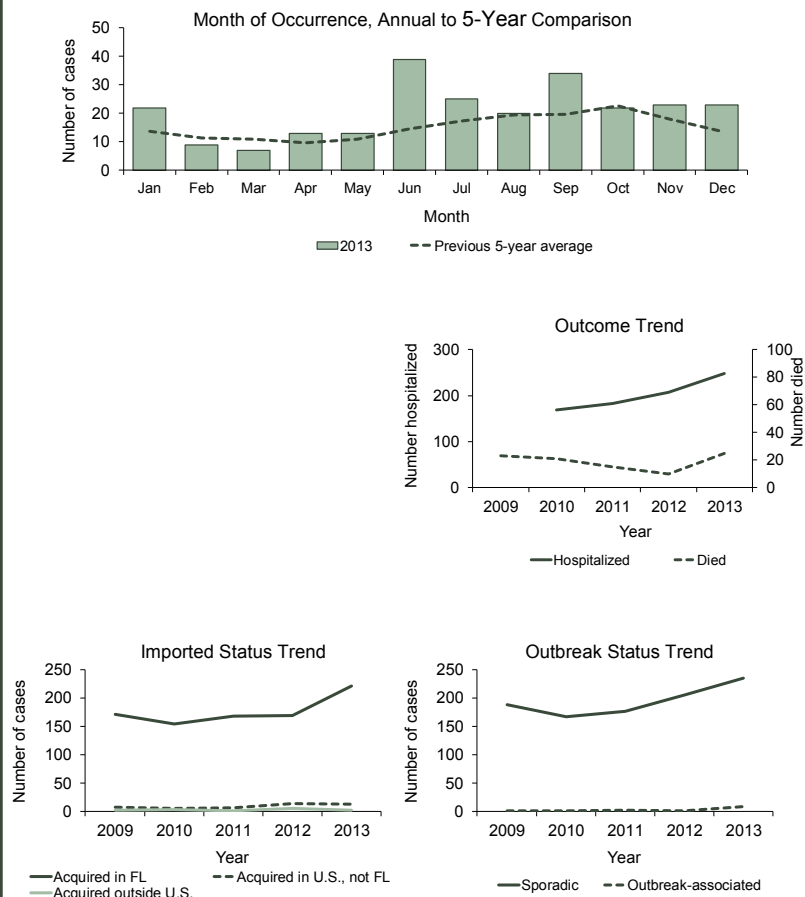 Month of Occurrence, Annual to 5-Year Comparison
Number of cases
50
40
30
20
10
0
Jan Feb Mar Apr May Jun Jul Aug Sep Oct Nov Dec
Month
2013 Previous 5-year average
Outcome Trend
Number hospitalized
300
200
100
0
100
80
60
40
20
0
Number died
2009 2010 2011 2012 2013
Year
Hospitalized Died
Imported Status Trend
Number of cases
250
200
150
100
50
0
2009 2010 2011 2012 2013
Year
Acquired in FL Acquired in U.S., not FL
Acquired outside U.S.
Outbreak Status Trend
Number of cases
250
200
150
100
50
0
2009 2010 2011 2012 2013
Year
Sporadic Outbreak-associated